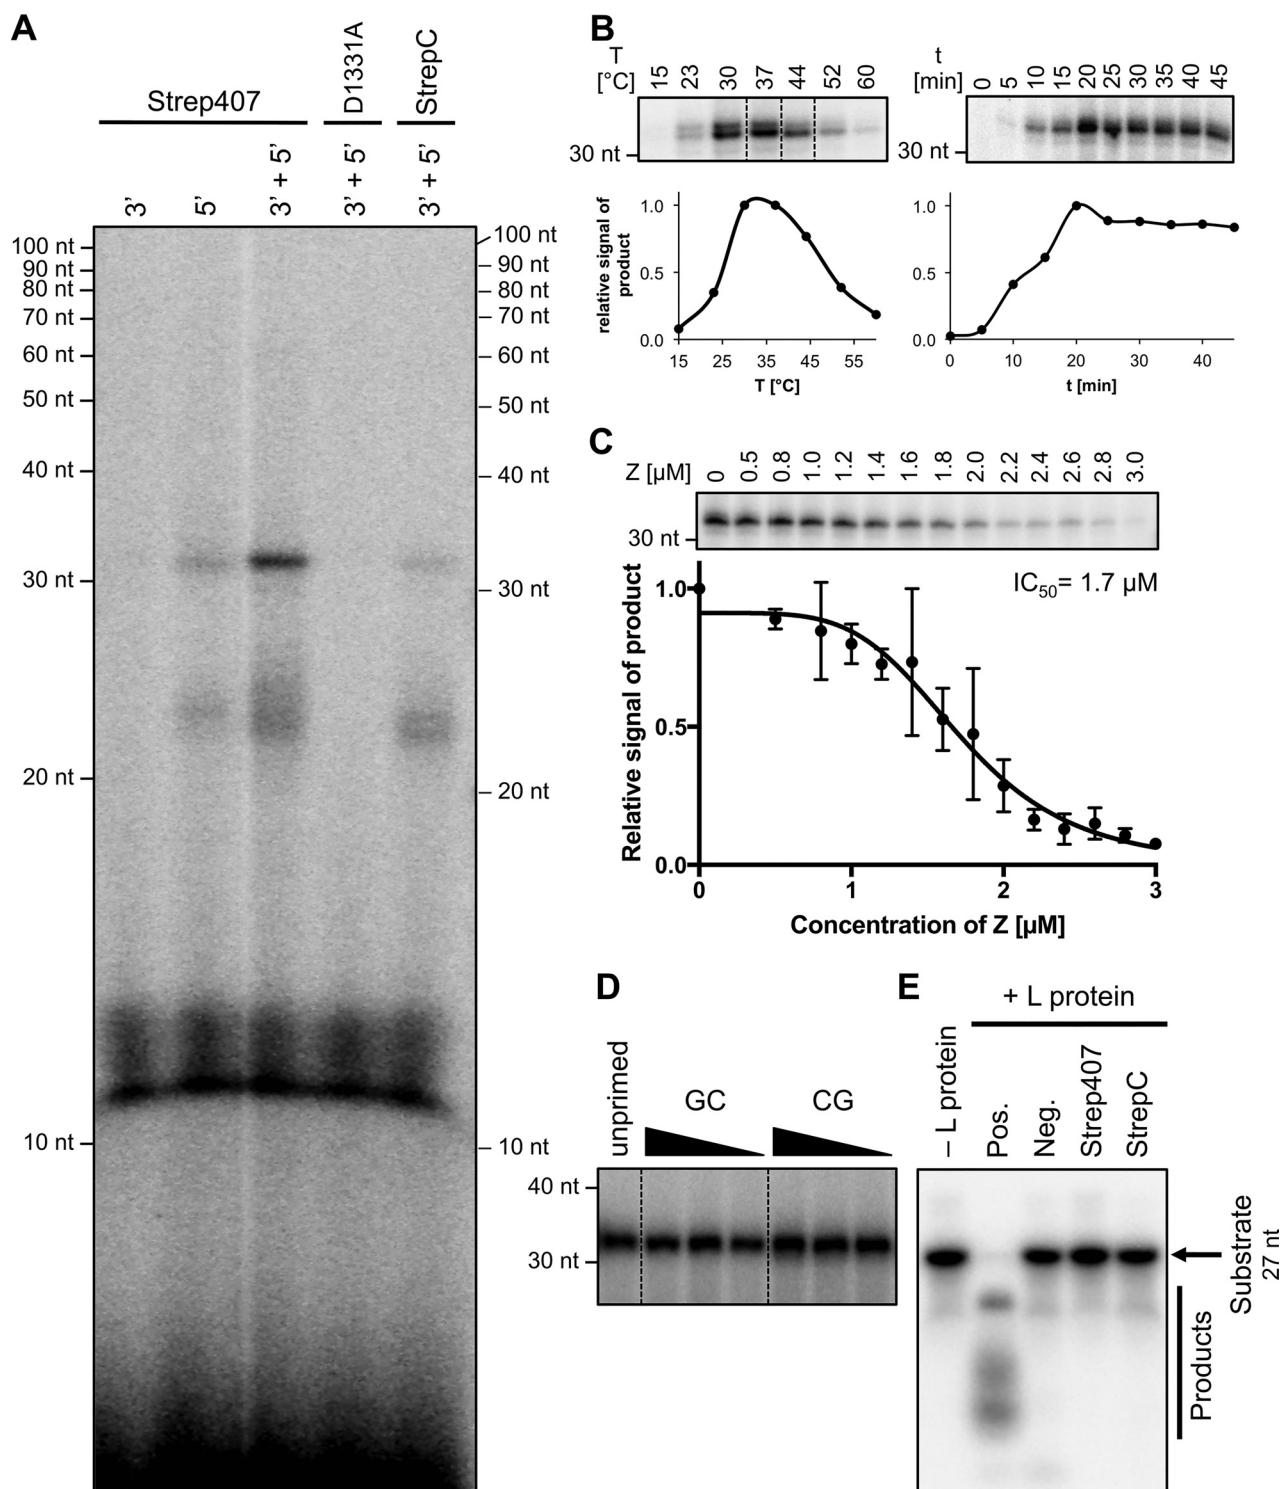 A
Strep407
D1331A
StrepC
3'
5'
3' + 5'
3' + 5'
3' + 5'
100 nt
90 nt
80 nt
70 nt
60 nt
50 nt
40 nt
30 nt
20 nt
10 nt
100 nt
90 nt
80 nt
70 nt
60 nt
50 nt
40 nt
30 nt
20 nt
10 nt
B
T
[°C]
15 23 30 37 44 52 60
30 nt
relative signal of
product
1.0
0.5
0.0
15 25 35 45 55
T [°C]
t
[min]
0 5 10 15 20 25 30 35 40 45
30 nt
1.0
0.5
0.0
0 10 20 30 40
t [min]
C
Z [µM]
0 0.5 0.8 1.0 1.2 1.4 1.6 1.8 2.0 2.2 2.4 2.6 2.8 3.0
30 nt
IC50= 1.7 µM
Relative signal of product
1.0
0.5
0.0
0 1 2 3
Concentration of Z [µM]
D
unprimed
GC
CG
40 nt
30 nt
E
+ L protein
– L protein
Pos.
Neg.
Strep407
StrepC
Substrate
27 nt
Products